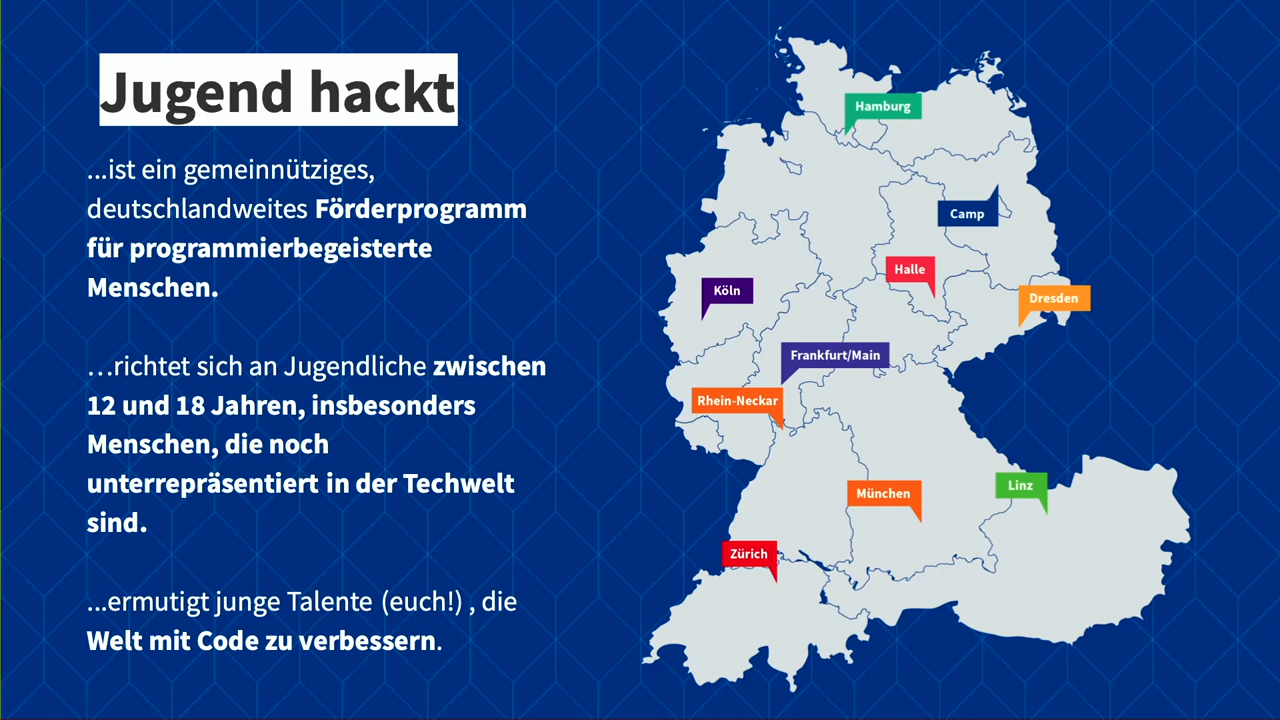 Jugend hackt
...ist ein gemeinnütziges,
deutschlandweites Förderprogramm
für programmierbegeisterte
Menschen.
...richtet sich an Jugendliche zwischen
12 und 18 Jahren, insbesonders
Menschen, die noch
unterrepräsentiert in der Techwelt
sind.
...ermutigt junge Talente (euch!) , die
Welt mit Code zu verbessern.
Hamburg
Camp
Halle
Köln
Dresden
Frankfurt/Main
Rhein-Neckar
Linz
München
Zürich